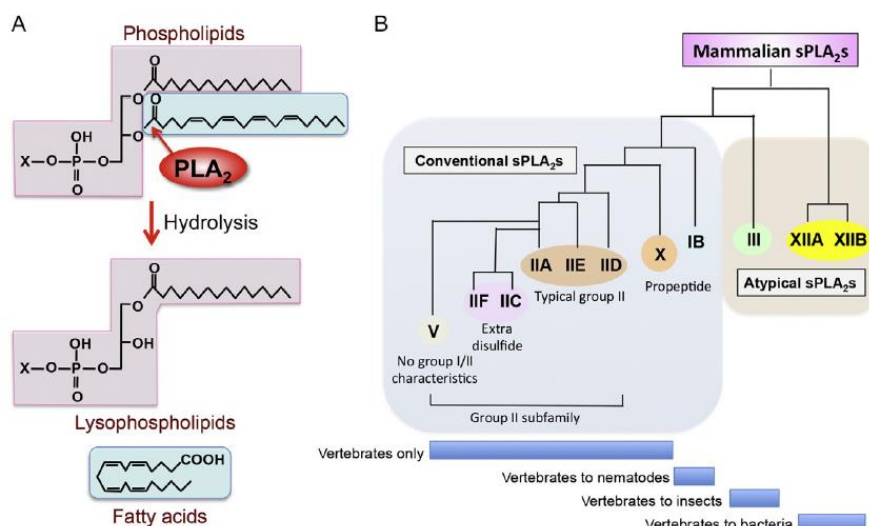 A
Phospholipids
O
O
O
OH
X—O—P—O
O
PLA2
Hydrolysis
O
O
OH
OH
X—O—P—O
O
Lysophospholipids
COOH
Fatty acids
B
Mammalian sPLA2s
Conventional sPLA2s
V
No group I/II
characteristics
IIF IIC
Extra
disulfide
IIA IIE IID
Typical group II
X
IB
Propeptide
III
XIIA XIIB
Atypical sPLA2s
Group II subfamily
Vertebrates only
Vertebrates to nematodes
Vertebrates to insects
Vertebrates to bacteria